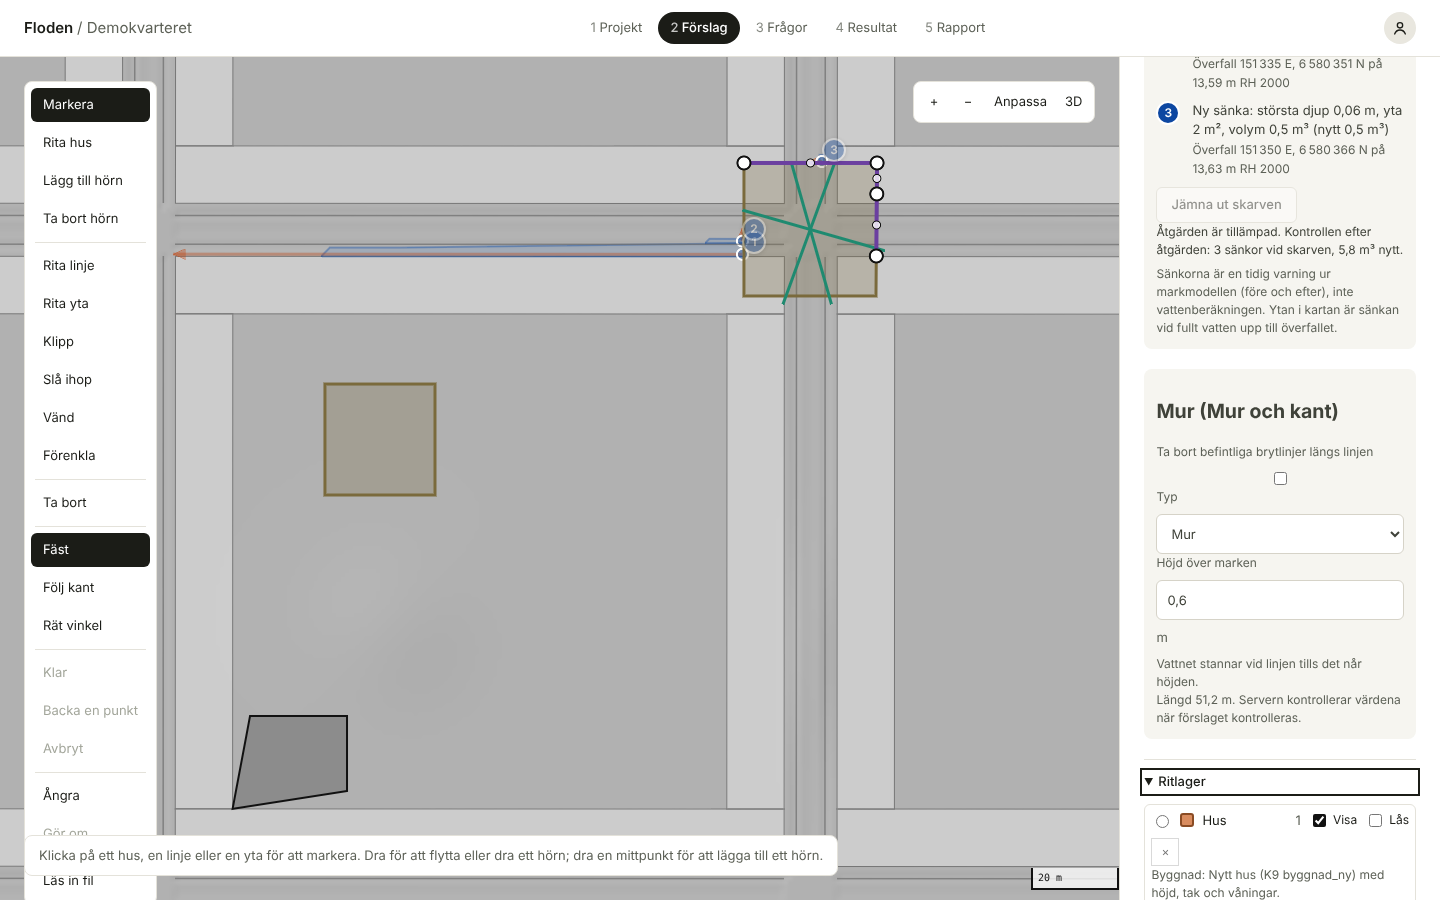 Floden / Demokvarteret
1 Projekt
2 Förslag
3 Frågor
4 Resultat
5 Rapport
Markera
Rita hus
Lägg till hörn
Ta bort hörn
Rita linje
Rita yta
Klipp
Slå ihop
Vänd
Förenkla
Ta bort
Fäst
Följ kant
Rät vinkel
Klar
Backa en punkt
Avbryt
Ångra
Gör om
Läs in fil
+
−
Anpassa
3D
3
2
1
Klicka på ett hus, en linje eller en yta för att markera. Dra för att flytta eller dra ett hörn; dra en mittpunkt för att lägga till ett hörn.
20 m
Överfall 151 335 E, 6 580 351 N på
13,59 m RH 2000
3
Ny sänka: största djup 0,06 m, yta
2 m², volym 0,5 m³ (nytt 0,5 m³)
Överfall 151 350 E, 6 580 366 N på
13,63 m RH 2000
Jämna ut skarven
Åtgärden är tillämpad. Kontrollen efter
åtgärden: 3 sänkor vid skarven, 5,8 m³ nytt.
Sänkorna är en tidig varning ur
markmodellen (före och efter), inte
vattenberäkningen. Ytan i kartan är sänkan
vid fullt vatten upp till överfallet.
Mur (Mur och kant)
Ta bort befintliga brytlinjer längs linjen
Typ
Mur
Höjd över marken
0,6
m
Vattnet stannar vid linjen tills det når
höjden.
Längd 51,2 m. Servern kontrollerar värdena
när förslaget kontrolleras.
▼ Ritlager
Hus
1
Visa
Lås
×
Byggnad: Nytt hus (K9 byggnad_ny) med
höjd, tak och våningar.